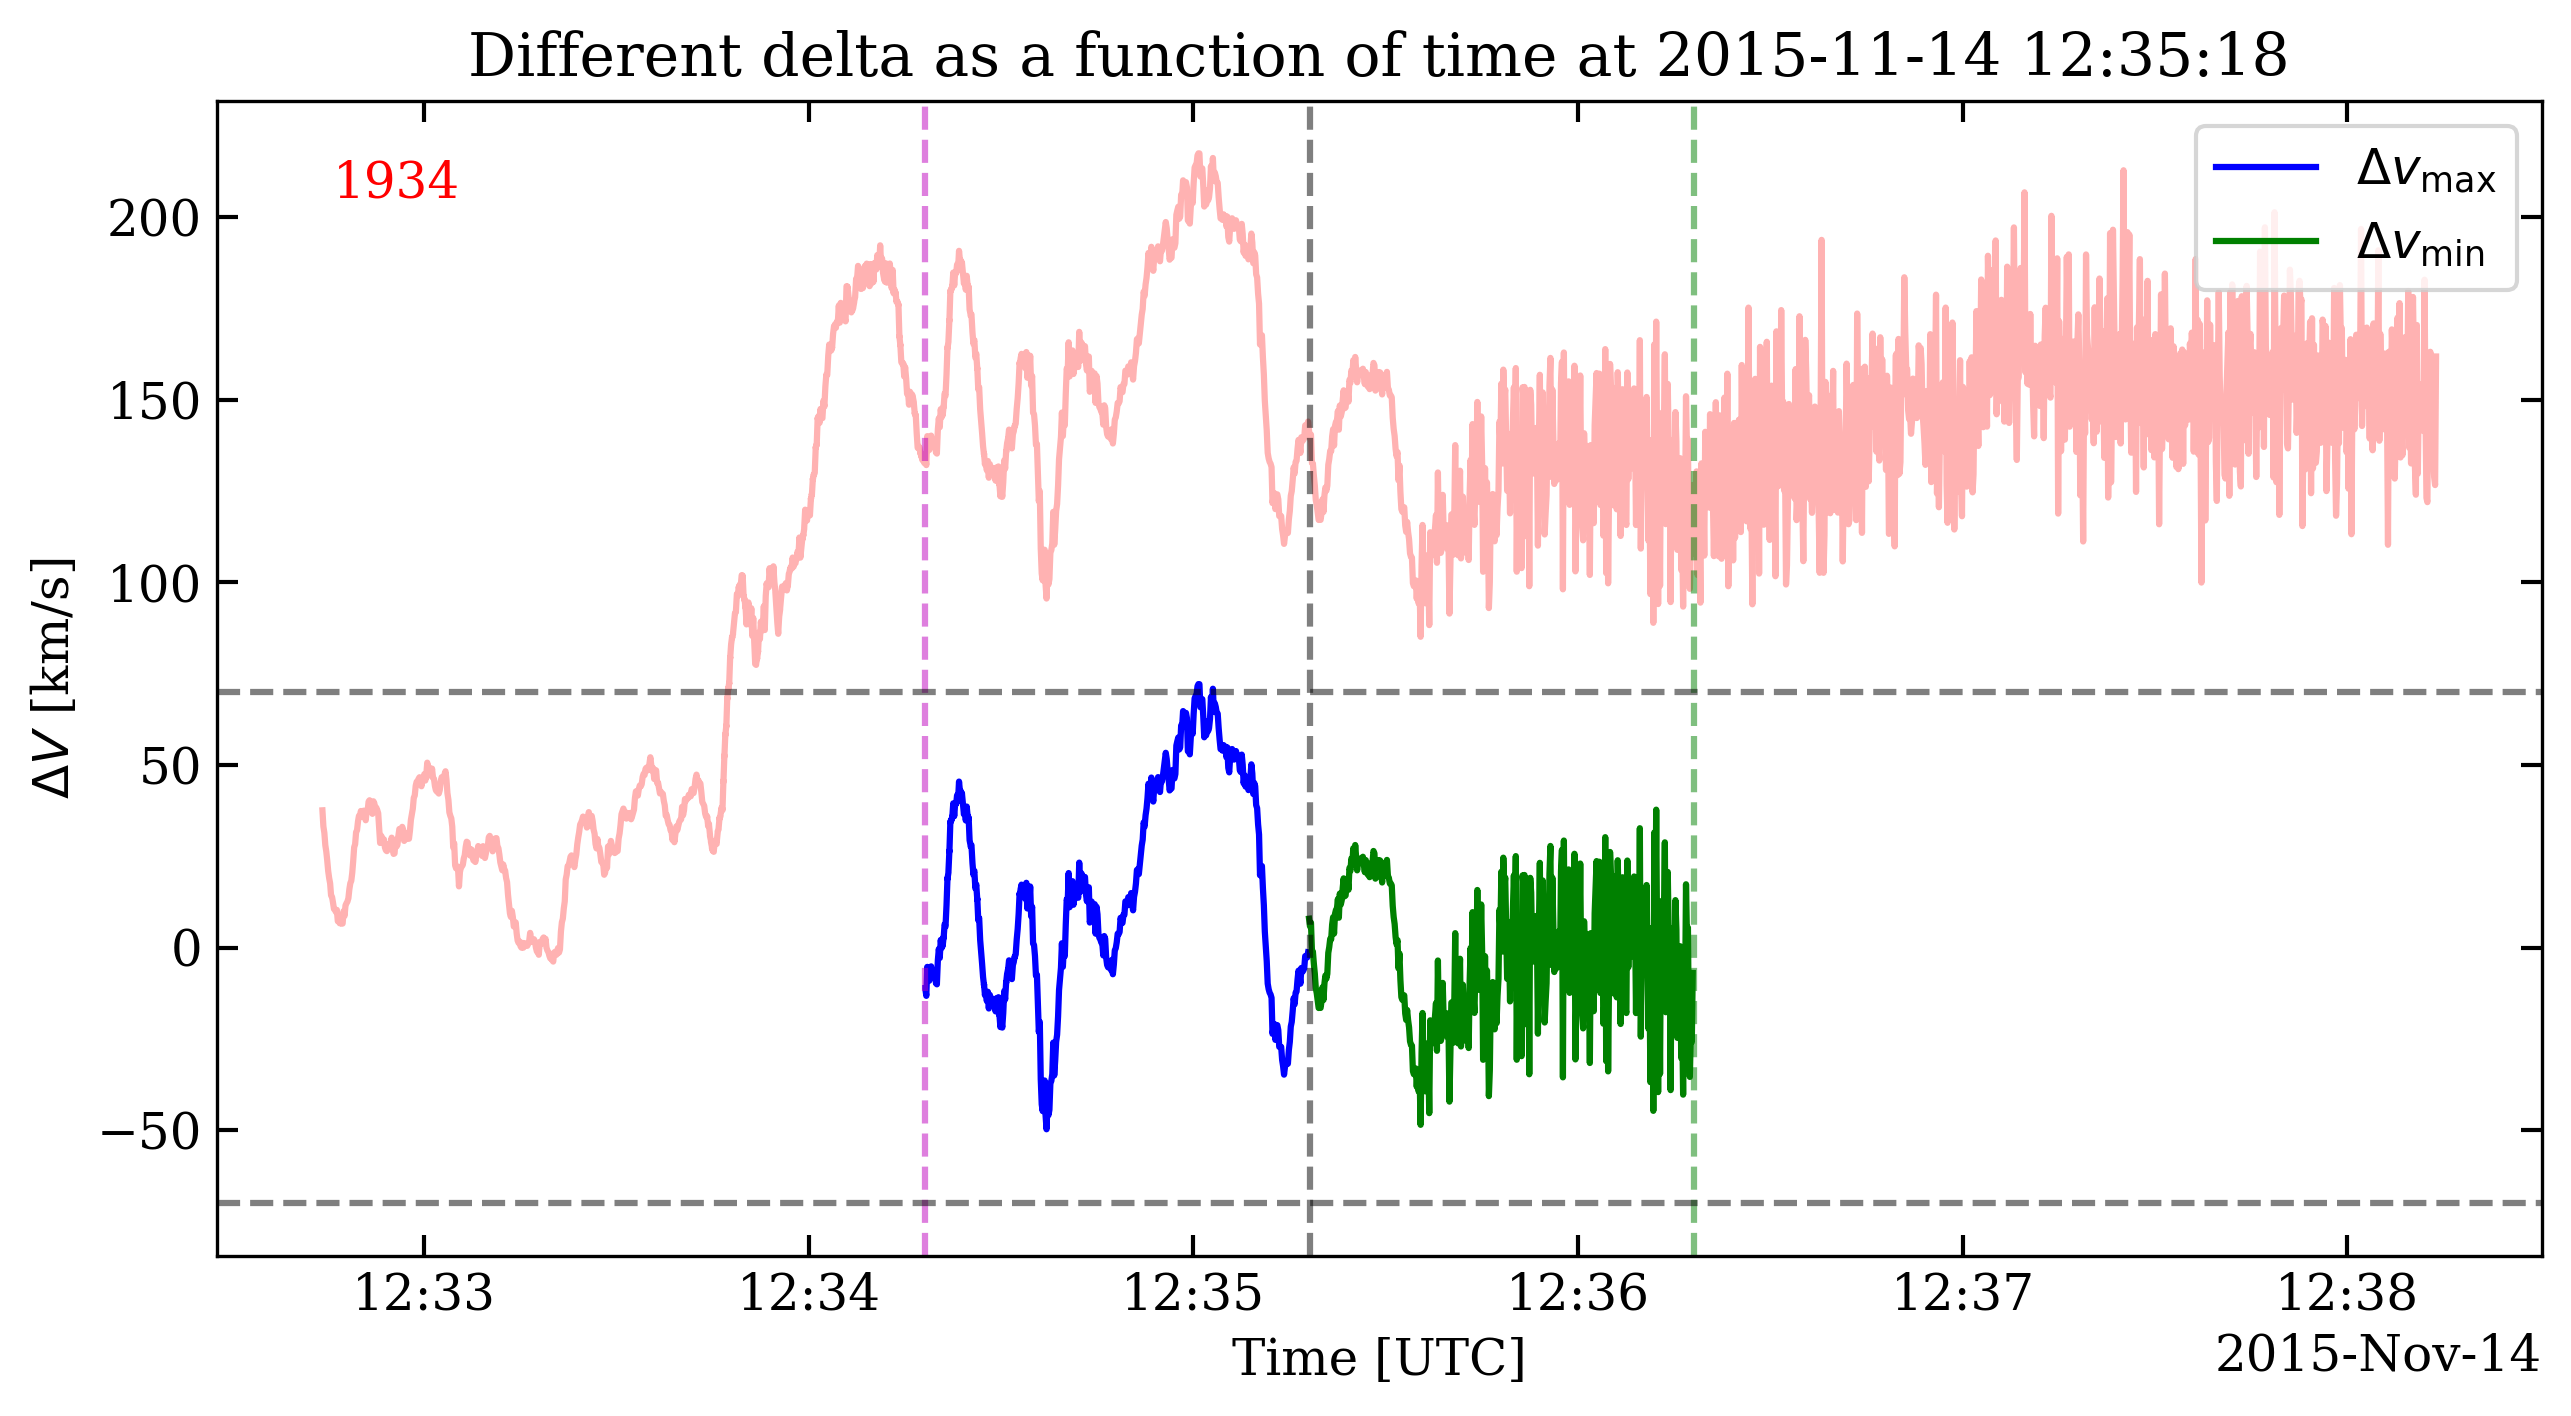 Different delta as a function of time at 2015-11-14 12:35:18
1934
Δv_max
Δv_min
ΔV [km/s]
200
150
100
50
0
−50
12:33 12:34 12:35 12:36 12:37 12:38
Time [UTC]
2015-Nov-14